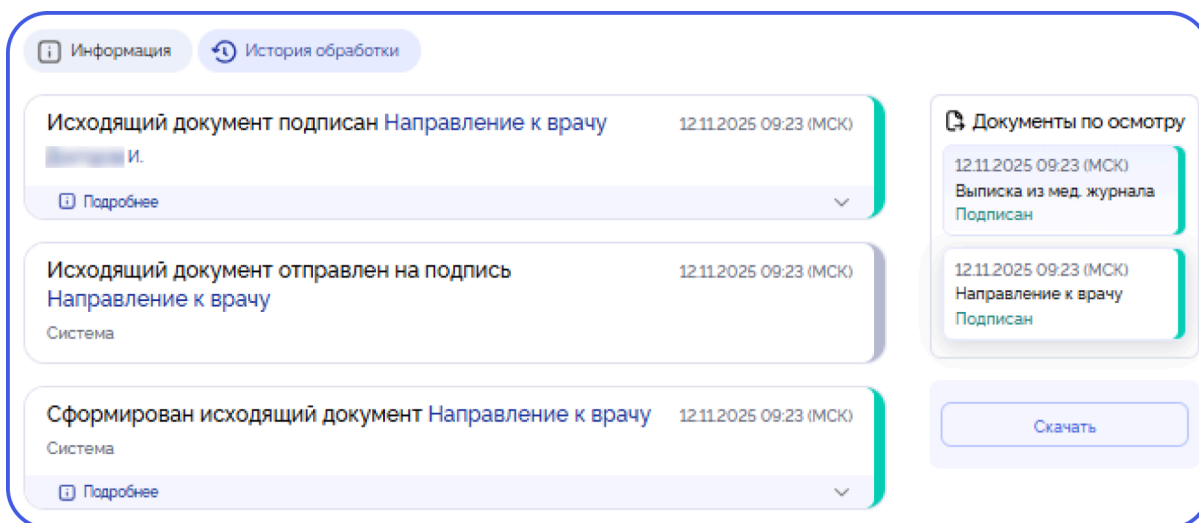 Информация
История обработки
Исходящий документ подписан Направление к врачу
12.11.2025 09:23 (МСК)
И.
Подробнее
Исходящий документ отправлен на подпись
Направление к врачу
12.11.2025 09:23 (МСК)
Система
Сформирован исходящий документ Направление к врачу
12.11.2025 09:23 (МСК)
Система
Подробнее
Документы по осмотру
12.11.2025 09:23 (МСК)
Выписка из мед. журнала
Подписан
12.11.2025 09:23 (МСК)
Направление к врачу
Подписан
Скачать